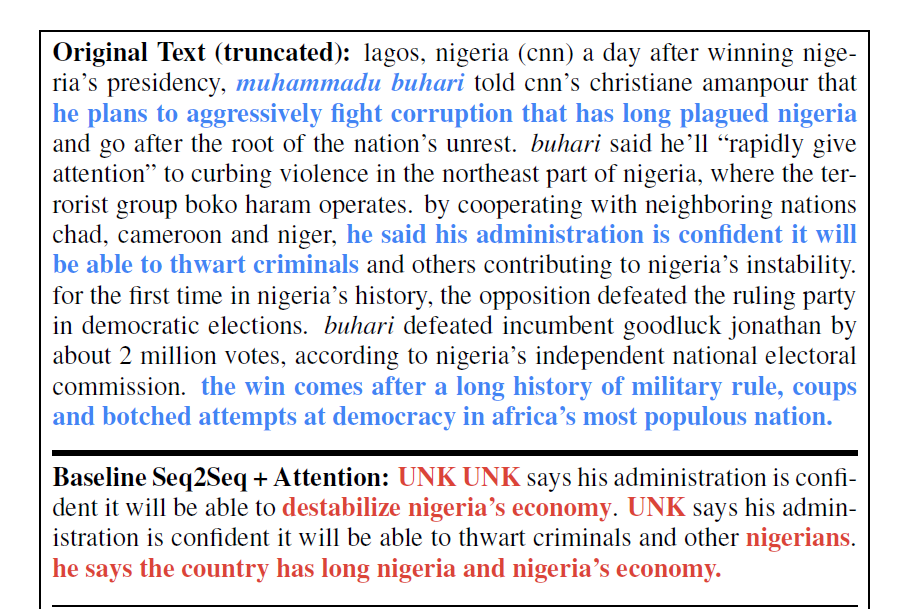 Original Text (truncated): lagos, nigeria (cnn) a day after winning nige-
ria’s presidency, muhammadu buhari told cnn’s christiane amanpour that
he plans to aggressively fight corruption that has long plagued nigeria
and go after the root of the nation’s unrest. buhari said he’ll “rapidly give
attention” to curbing violence in the northeast part of nigeria, where the ter-
rorist group boko haram operates. by cooperating with neighboring nations
chad, cameroon and niger, he said his administration is confident it will
be able to thwart criminals and others contributing to nigeria’s instability.
for the first time in nigeria’s history, the opposition defeated the ruling party
in democratic elections. buhari defeated incumbent goodluck jonathan by
about 2 million votes, according to nigeria’s independent national electoral
commission. the win comes after a long history of military rule, coups
and botched attempts at democracy in africa’s most populous nation.
Baseline Seq2Seq + Attention: UNK UNK says his administration is confi-
dent it will be able to destabilize nigeria’s economy. UNK says his admin-
istration is confident it will be able to thwart criminals and other nigerians.
he says the country has long nigeria and nigeria’s economy.